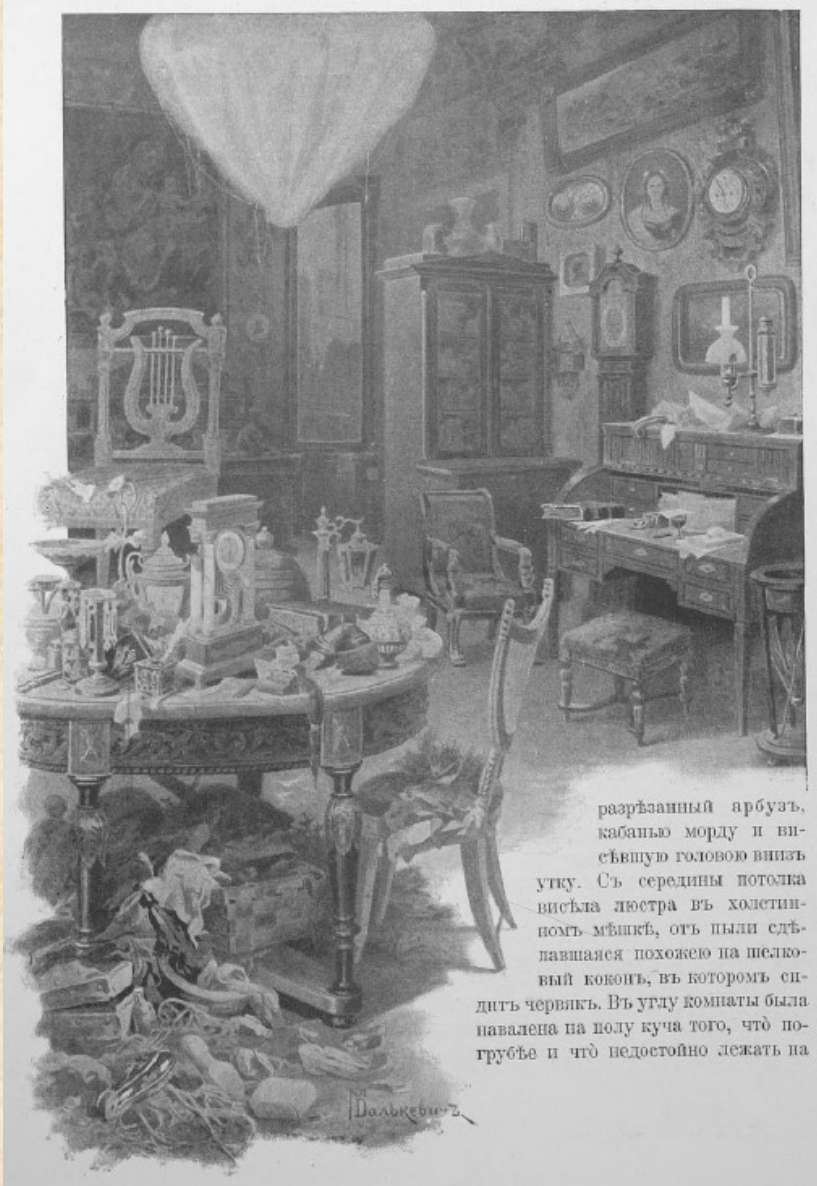 разрѣзанный арбузъ,
кабанью морду и ви-
сѣвшую головою внизъ
утку. Съ середины потолка
висѣла люстра въ холстин-
номъ мѣшкѣ, отъ пыли сдѣ-
лавшаяся похожею на шелко-
вый коконъ, въ которомъ си-
дитъ червякъ. Въ углу комнаты была
навалена на полу куча того, что̀ по-
грубѣе и что̀ недостойно лежать на
Далькевичъ